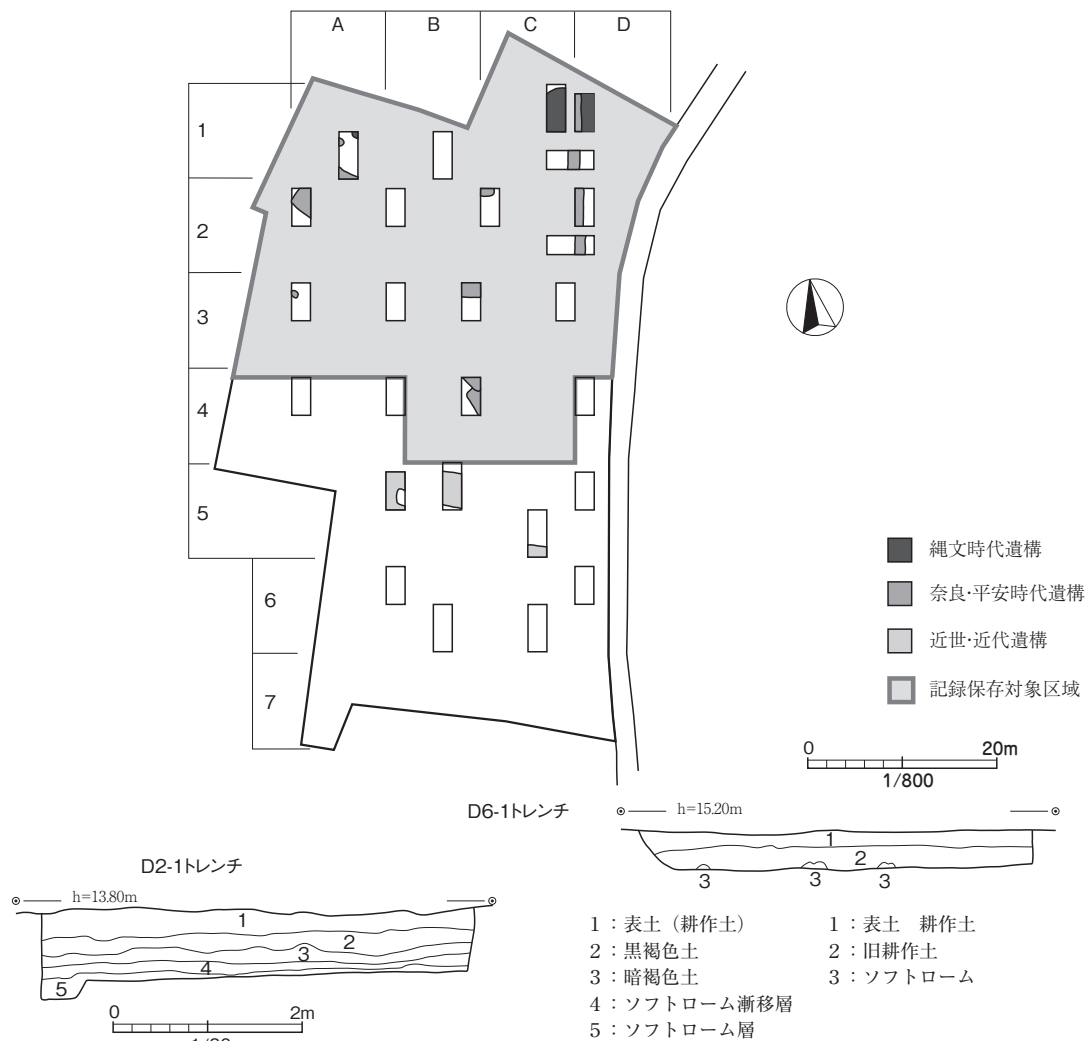 A B C D
1
2
3
4
5
6
7
縄文時代遺構
奈良・平安時代遺構
近世・近代遺構
記録保存対象区域
0 20m
1/800
D6-1トレンチ
h=15.20m
1
2
3 3 3
D2-1トレンチ
h=13.80m
1
2
3
4
5
0 2m
1:表土(耕作土)
2:黒褐色土
3:暗褐色土
4:ソフトローム漸移層
5:ソフトローム層
1:表土 耕作土
2:旧耕作土
3:ソフトローム